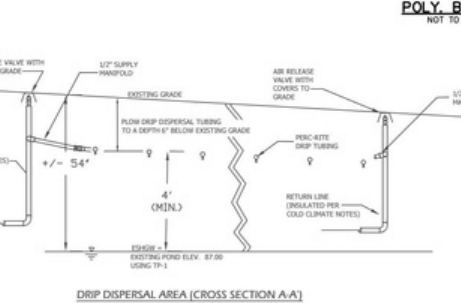 POLY. B
NOT TO
E VALVE WITH
GRADE
1/2" SUPPLY
MANIFOLD
AIR RELEASE
VALVE WITH
COVERS TO
GRADE
EXISTING GRADE
PLOW DRIP DISPERSAL TUBING
TO A DEPTH 6" BELOW EXISTING GRADE
PERC-RITE
DRIP TUBING
+/- 54"
4'
(MIN.)
RETURN LINE
(INSULATED PER
COLD CLIMATE NOTES)
ESHGW =
EXISTING POND ELEV. 87.00
USING TP-1
DRIP DISPERSAL AREA (CROSS SECTION A-A')